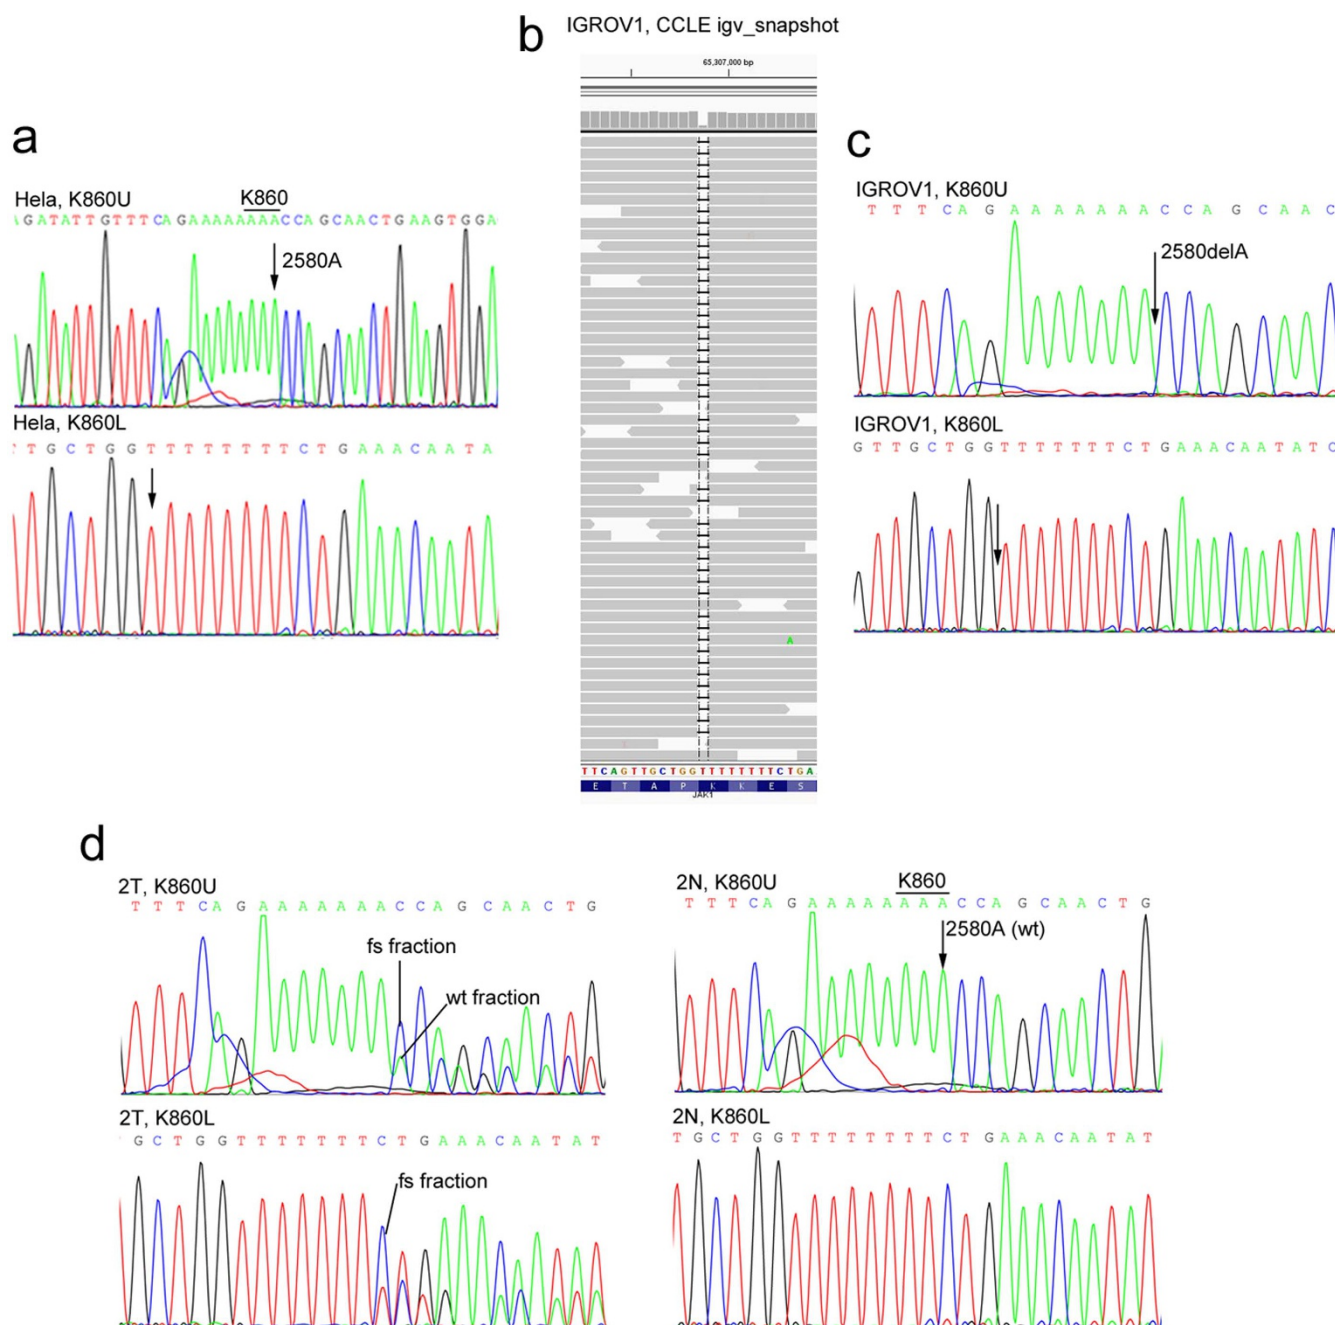 b IGROV1, CCLE igv_snapshot
65,307,000 bp
a
Hela, K860U K860
GATATTGTTTCAGAAAAAAAACCAGCAACTGAAGTGGA
2580A
Hela, K860L
TGCTGGTTTTTTTTCTGAAACAATA
A
TTCAGTTGCTGGTTTTTTTTCTGA
E T A P K K E S
JAK1
c
IGROV1, K860U
TTTCAGAAAAAAACCAGCAAC
2580delA
IGROV1, K860L
GTTGCTGGTTTTTTTCTGAAACAATATC
d
2T, K860U
TTTCAGAAAAAAACCAGCAACTG
fs fraction
wt fraction
2T, K860L
GCTGGTTTTTTTCTGAAACAATAT
fs fraction
2N, K860U K860
TTTCAGAAAAAAAACCAGCAACTG
2580A (wt)
2N, K860L
TGCTGGTTTTTTTTCTGAAACAATAT